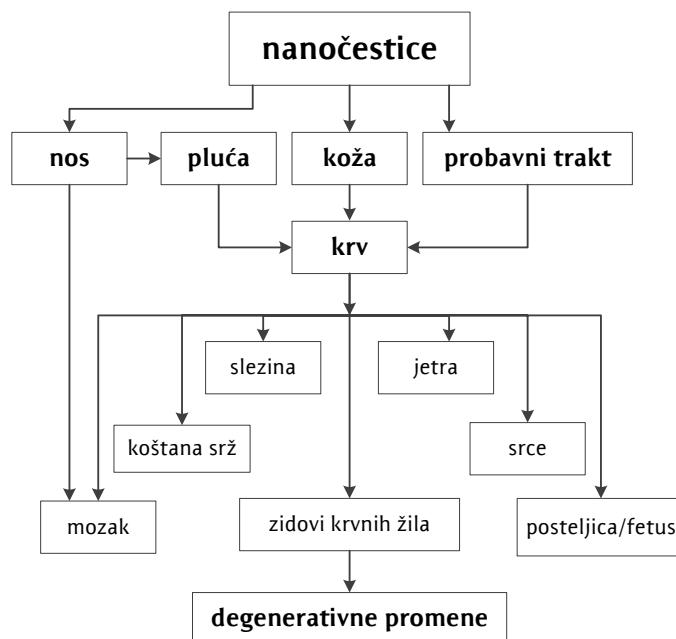 nanočestice
nos
pluća
koža
probavni trakt
krv
slezina
jetra
koštana srž
srce
mozak
zidovi krvnih žila
posteljica/fetus
degenerativne promene